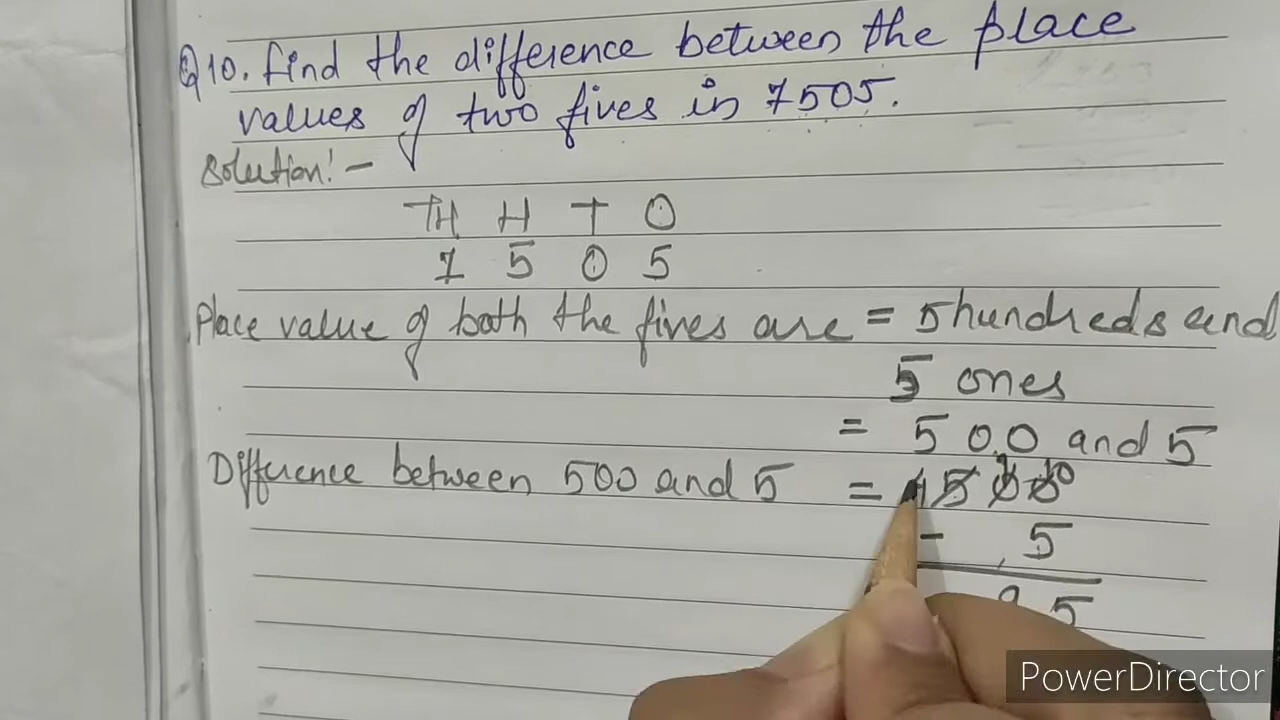 Q10. Find the difference between the place
values of two fives in 7505.
Solution:-
TH H T O
7 5 0 5
Place value of both the fives are = 5 hundreds and
5 ones
= 500 and 5
Difference between 500 and 5 = 500
- 5
95
PowerDirector